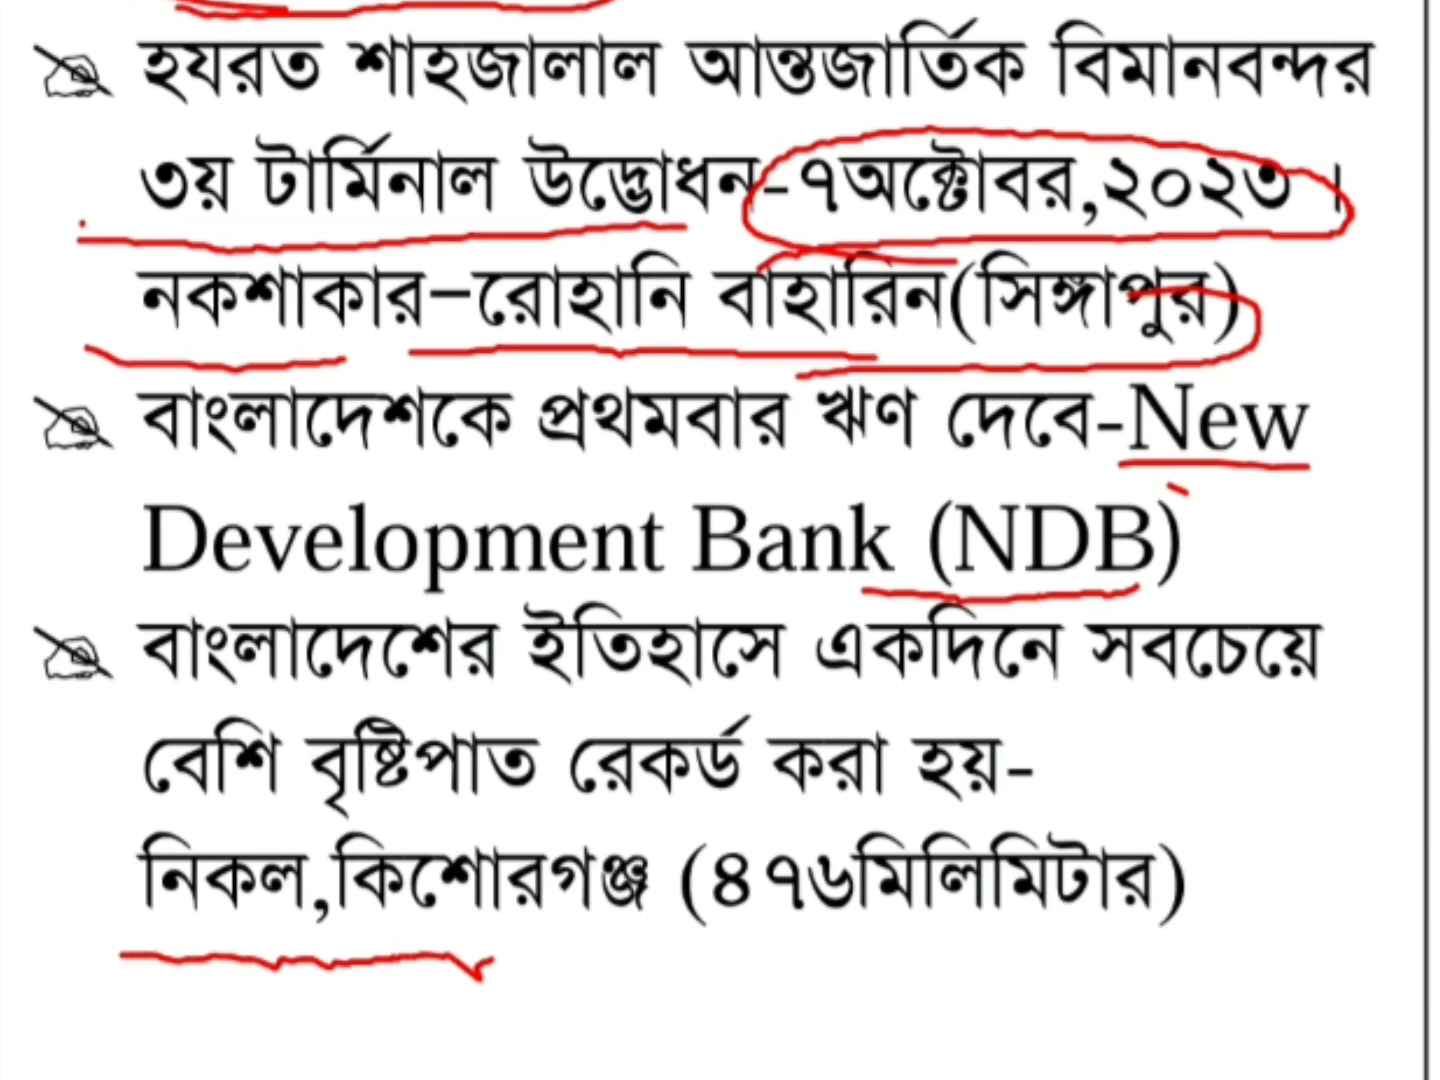 হযরত শাহজালাল আন্তজার্তিক বিমানবন্দর
৩য় টার্মিনাল উদ্ভোধন-৭অক্টোবর,২০২৩ ।
নকশাকার–রোহানি বাহারিন(সিঙ্গাপুর)
বাংলাদেশকে প্রথমবার ঋণ দেবে-New
Development Bank (NDB)
বাংলাদেশের ইতিহাসে একদিনে সবচেয়ে
বেশি বৃষ্টিপাত রেকর্ড করা হয়-
নিকল,কিশোরগঞ্জ (৪৭৬মিলিমিটার)